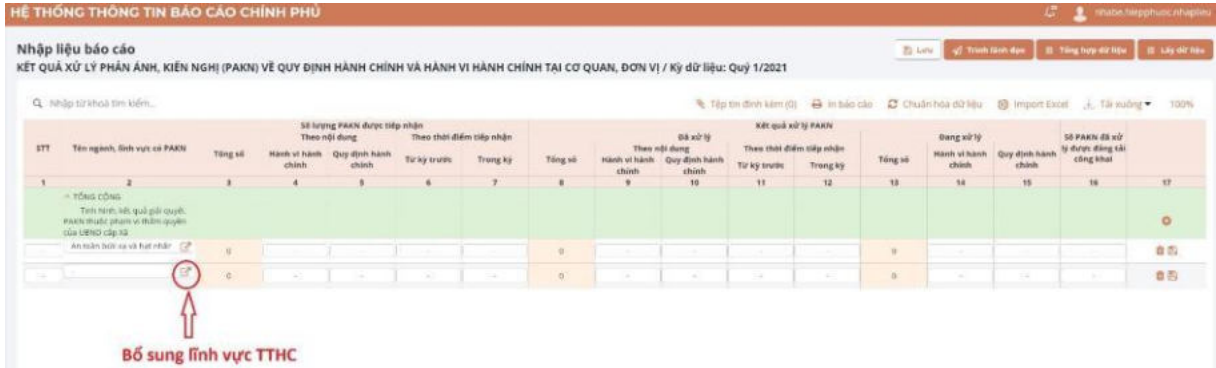 HỆ THỐNG THÔNG TIN BÁO CÁO CHÍNH PHỦ
nhabe.hiepphuoc.nhaplieu
Nhập liệu báo cáo
Lưu Trình lãnh đạo Tổng hợp dữ liệu Lấy dữ liệu
KẾT QUẢ XỬ LÝ PHẢN ÁNH, KIẾN NGHỊ (PAKN) VỀ QUY ĐỊNH HÀNH CHÍNH VÀ HÀNH VI HÀNH CHÍNH TẠI CƠ QUAN, ĐƠN VỊ / Kỳ dữ liệu: Quý 1/2021
Nhập từ khoá tìm kiếm...
Tệp tin đính kèm (0) In báo cáo Chuẩn hóa dữ liệu Import Excel Tải xuống 100%
Số lượng PAKN được tiếp nhận Kết quả xử lý PAKN
Theo nội dung Theo thời điểm tiếp nhận Đã xử lý Đang xử lý Số PAKN đã xử lý được đăng tải công khai
STT Tên ngành, lĩnh vực có PAKN Tổng số Hành vi hành chính Quy định hành chính Từ kỳ trước Trong kỳ Tổng số Theo nội dung Theo thời điểm tiếp nhận Tổng số Hành vi hành chính Quy định hành chính
Hành vi hành chính Quy định hành chính Từ kỳ trước Trong kỳ
1 2 3 4 5 6 7 8 9 10 11 12 13 14 15 16 17
TỔNG CỘNG
Tình hình, kết quả giải quyết
PAKN thuộc phạm vi thẩm quyền
của UBND cấp xã
An toàn bức xạ và hạt nhân 0 0 0
0 0 0
Bổ sung lĩnh vực TTHC